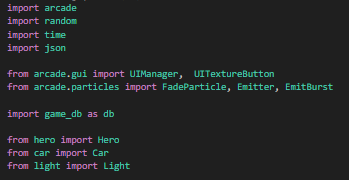 import arcade
import random
import time
import json
from arcade.gui import UIManager,  UITextureButton
from arcade.particles import FadeParticle, Emitter, EmitBurst
import game_db as db
from hero import Hero
from car import Car
from light import Light